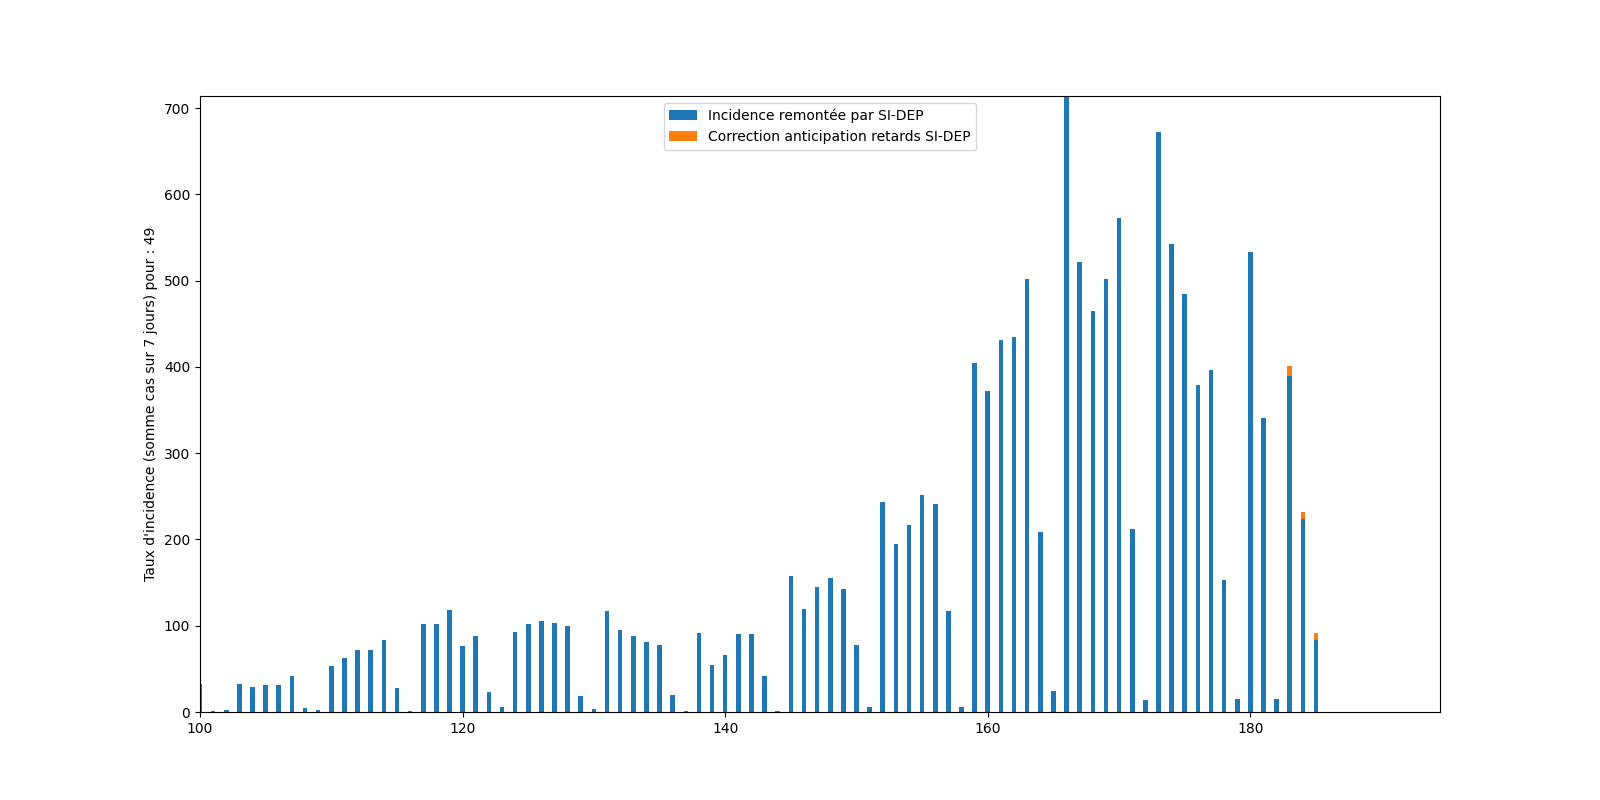 Incidence remontée par SI-DEP
Correction anticipation retards SI-DEP
Taux d'incidence (somme cas sur 7 jours) pour : 49
700
600
500
400
300
200
100
0
100 120 140 160 180